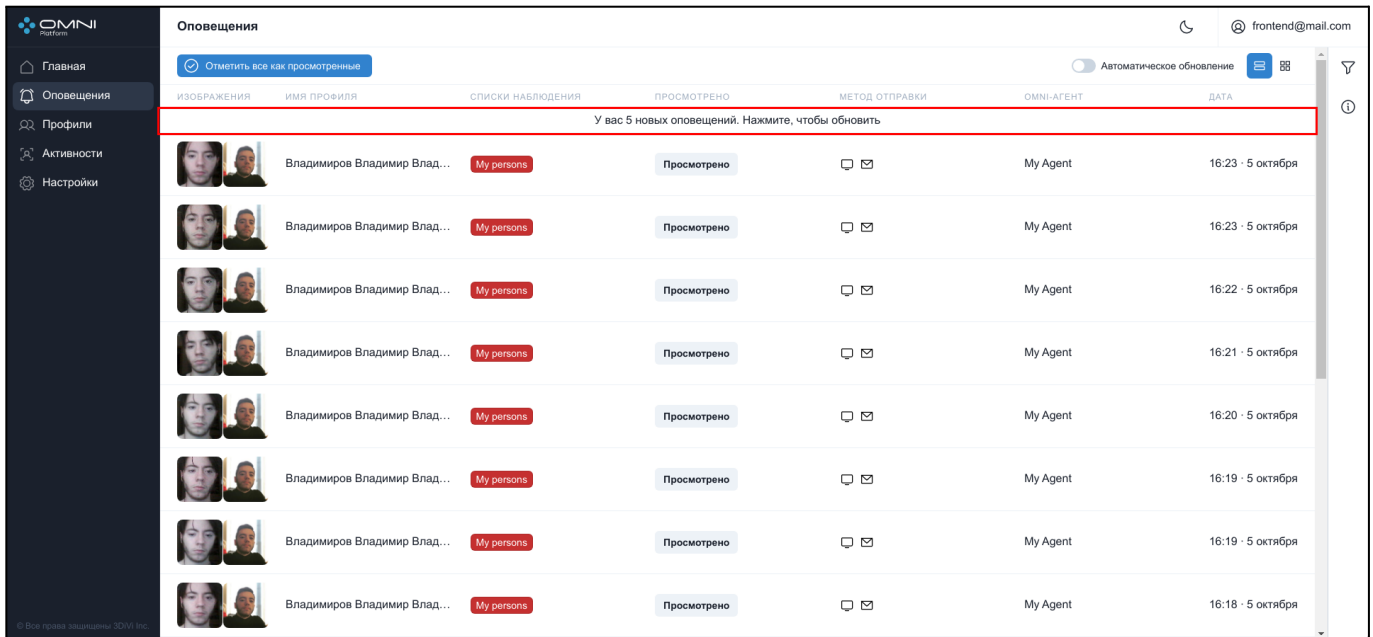 OMNI
Platform
Оповещения
frontend@mail.com
Главная
Оповещения
Профили
Активности
Настройки
Отметить все как просмотренные
Автоматическое обновление
ИЗОБРАЖЕНИЯ ИМЯ ПРОФИЛЯ СПИСКИ НАБЛЮДЕНИЯ ПРОСМОТРЕНО МЕТОД ОТПРАВКИ OMNI-АГЕНТ ДАТА
У вас 5 новых оповещений. Нажмите, чтобы обновить
Владимиров Владимир Влад... My persons Просмотрено My Agent 16:23 · 5 октября
Владимиров Владимир Влад... My persons Просмотрено My Agent 16:23 · 5 октября
Владимиров Владимир Влад... My persons Просмотрено My Agent 16:22 · 5 октября
Владимиров Владимир Влад... My persons Просмотрено My Agent 16:21 · 5 октября
Владимиров Владимир Влад... My persons Просмотрено My Agent 16:20 · 5 октября
Владимиров Владимир Влад... My persons Просмотрено My Agent 16:19 · 5 октября
Владимиров Владимир Влад... My persons Просмотрено My Agent 16:19 · 5 октября
Владимиров Владимир Влад... My persons Просмотрено My Agent 16:18 · 5 октября
© Все права защищены 3DiVi Inc.